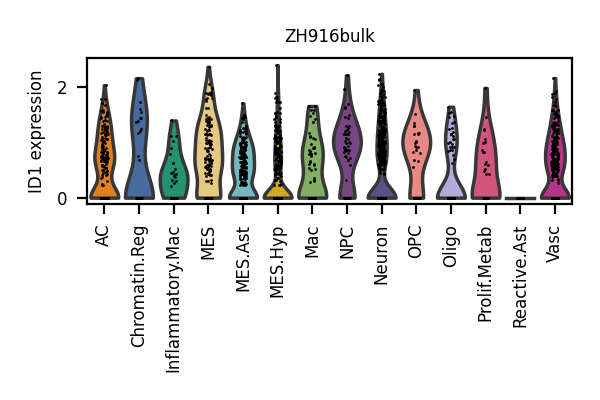 ZH916bulk
ID1 expression
2
0
AC
Chromatin.Reg
Inflammatory.Mac
MES
MES.Ast
MES.Hyp
Mac
NPC
Neuron
OPC
Oligo
Prolif.Metab
Reactive.Ast
Vasc